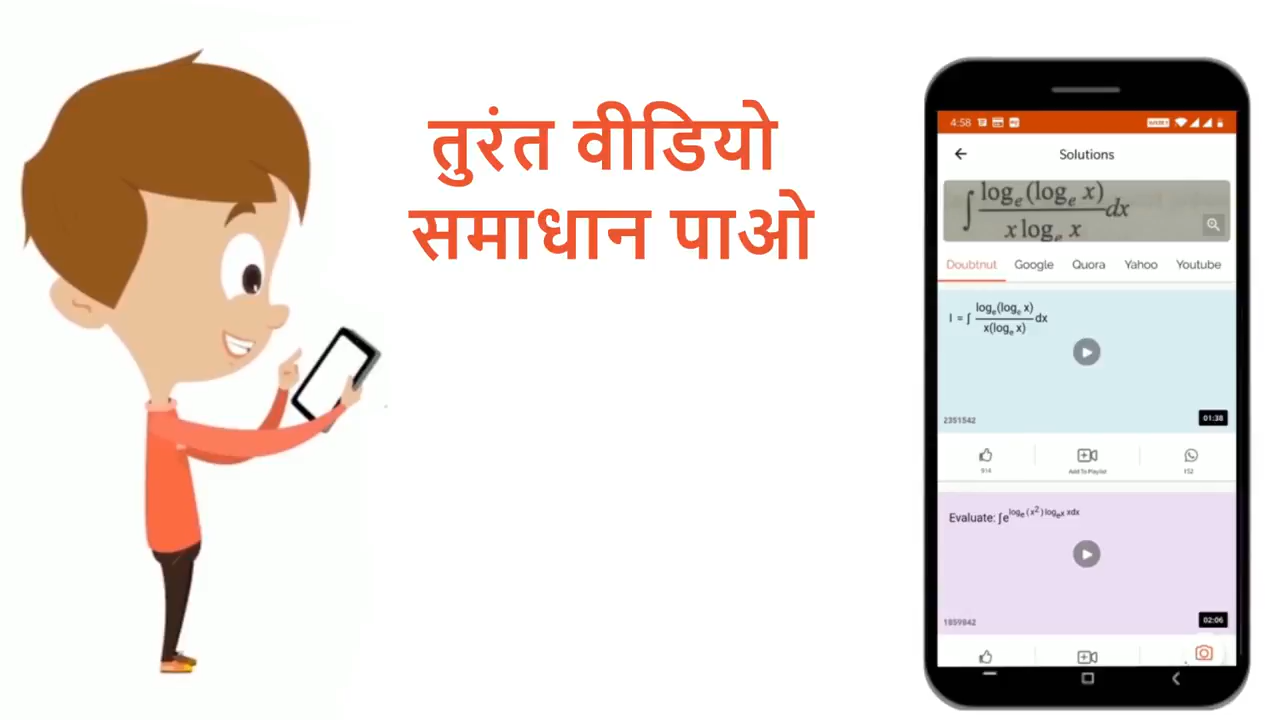 तुरंत वीडियो
समाधान पाओ
4:58
Solutions
∫ logₑ(logₑ x) / x logₑ x dx
Doubtnut Google Quora Yahoo Youtube
I = ∫ logₑ(logₑ x) / x(logₑ x) dx
2351542
01:38
914
Add To Playlist
152
Evaluate: ∫e^logₑ(x²) logₑx xdx
1859842
02:06